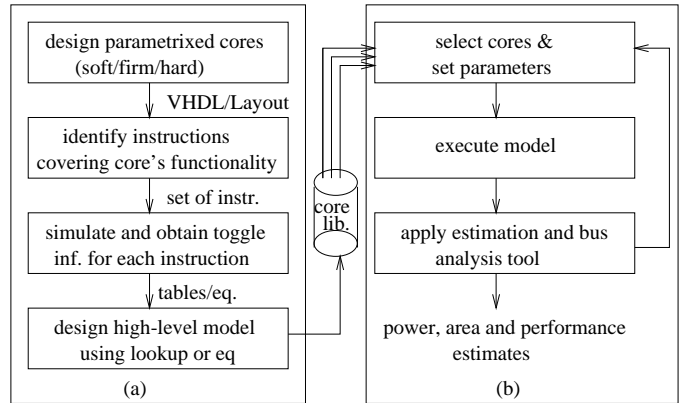 design parametrixed cores
(soft/firm/hard)
VHDL/Layout
identify instructions
covering core's functionality
set of instr.
simulate and obtain toggle
inf. for each instruction
tables/eq.
design high-level model
using lookup or eq
(a)
core
lib.
select cores &
set parameters
execute model
apply estimation and bus
analysis tool
power, area and performance
estimates
(b)